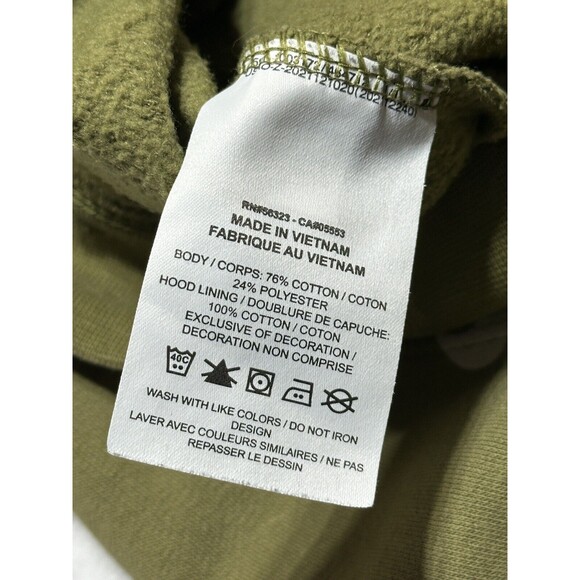 RN#56323 - CA#05553
MADE IN VIETNAM
FABRIQUE AU VIETNAM
BODY / CORPS: 76% COTTON / COTON
24% POLYESTER
HOOD LINING / DOUBLURE DE CAPUCHE:
100% COTTON / COTON
EXCLUSIVE OF DECORATION /
DECORATION NON COMPRISE
40C
WASH WITH LIKE COLORS / DO NOT IRON
DESIGN
LAVER AVEC COULEURS SIMILAIRES / NE PAS
REPASSER LE DESSIN